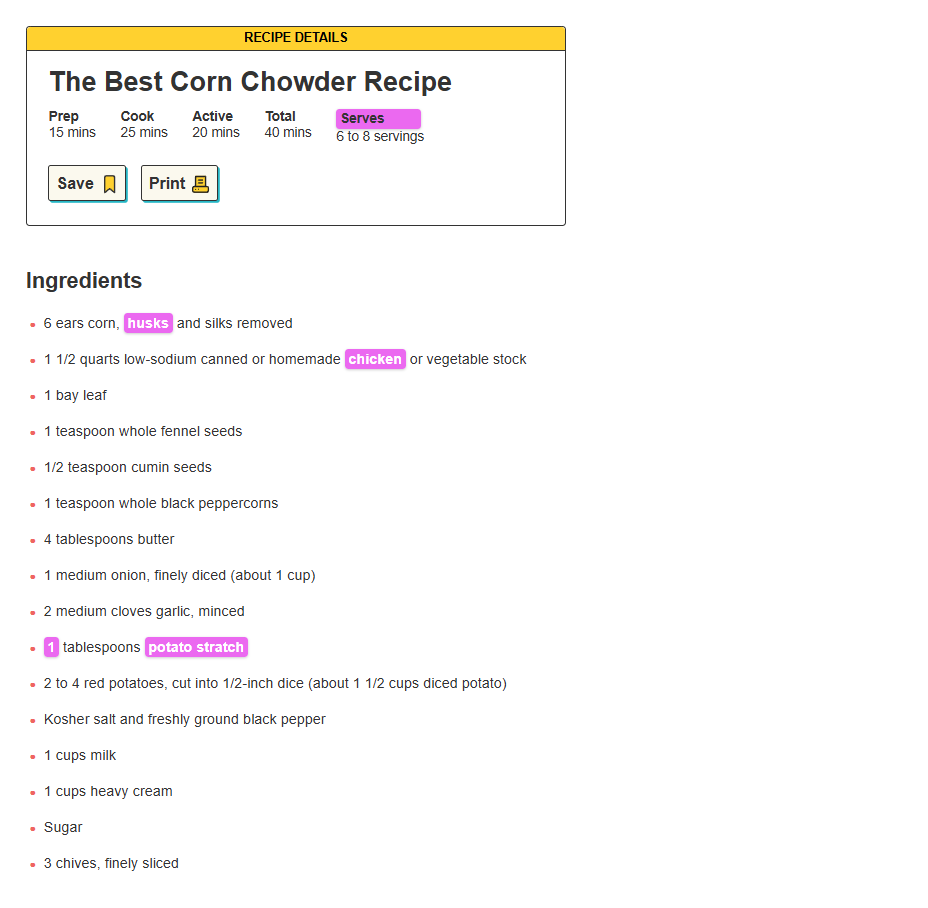 RECIPE DETAILS
The Best Corn Chowder Recipe
Prep Cook Active Total Serves
15 mins 25 mins 20 mins 40 mins 6 to 8 servings
Save Print
Ingredients
6 ears corn, husks and silks removed
1 1/2 quarts low-sodium canned or homemade chicken or vegetable stock
1 bay leaf
1 teaspoon whole fennel seeds
1/2 teaspoon cumin seeds
1 teaspoon whole black peppercorns
4 tablespoons butter
1 medium onion, finely diced (about 1 cup)
2 medium cloves garlic, minced
1 tablespoons potato stratch
2 to 4 red potatoes, cut into 1/2-inch dice (about 1 1/2 cups diced potato)
Kosher salt and freshly ground black pepper
1 cups milk
1 cups heavy cream
Sugar
3 chives, finely sliced